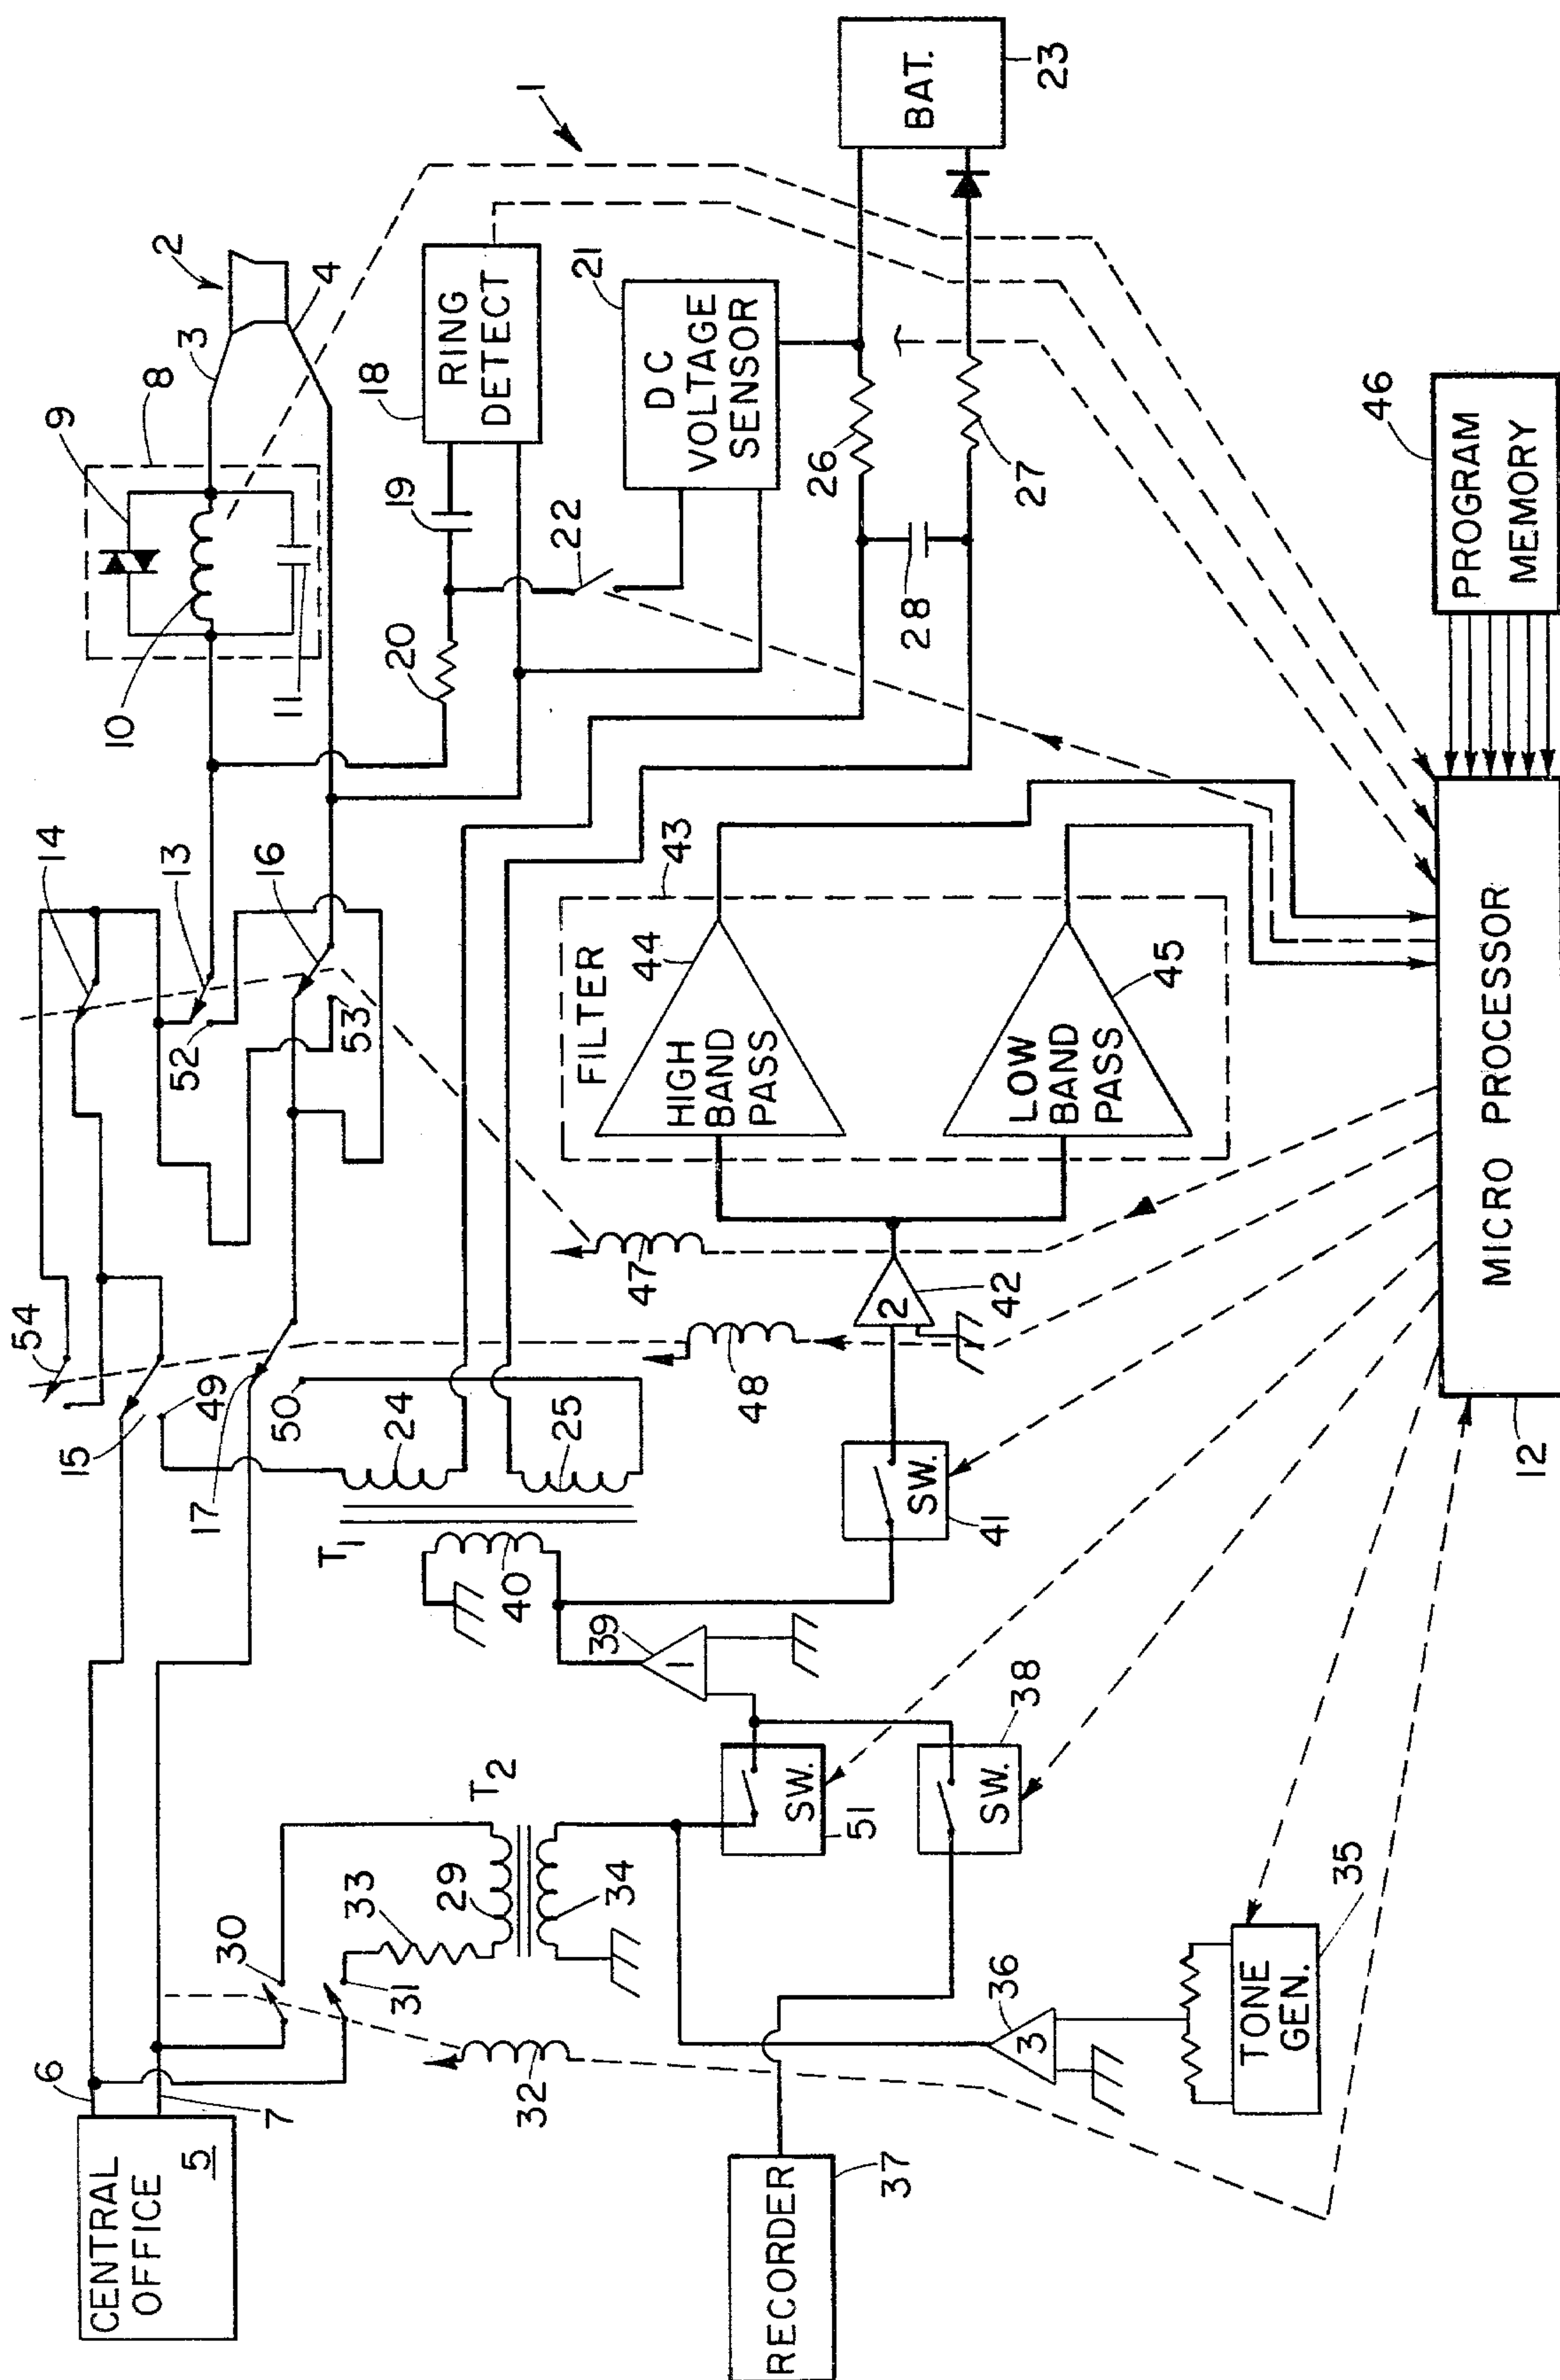 CENTRAL
OFFICE
5
6
7
30
31
32
33
29
T2
34
RECORDER
37
36
3
TONE
GEN.
35
SW.
51
SW.
38
1
39
40
T1
24
25
15
49
50
17
54
14
13
52
16
53
48
47
SW.
41
2
42
FILTER
43
HIGH
BAND
PASS
44
LOW
BAND
PASS
45
8
9
10
11
3
2
4
1
20
19
22
18
RING
DETECT
21
DC
VOLTAGE
SENSOR
26
27
28
BAT.
23
MICRO PROCESSOR
12
PROGRAM
MEMORY
46